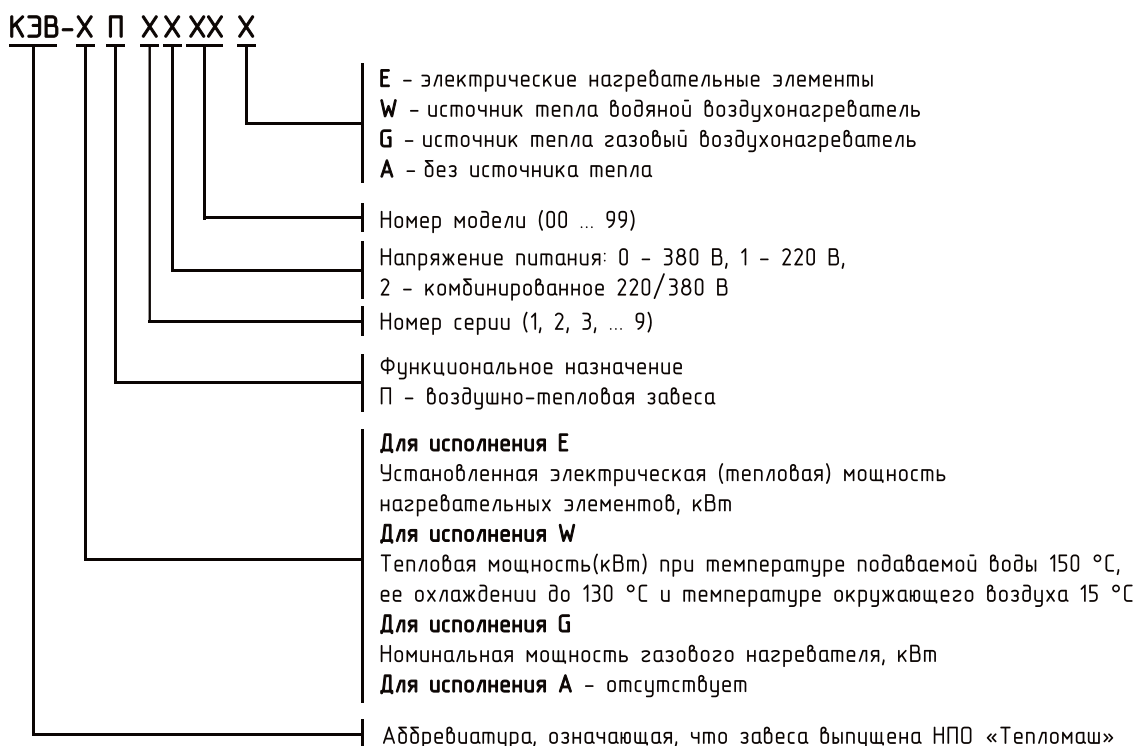 КЭВ-Х П ХХХХ Х
Е – электрические нагревательные элементы
W – источник тепла водяной воздухонагреватель
G – источник тепла газовый воздухонагреватель
А – без источника тепла
Номер модели (00 ... 99)
Напряжение питания: 0 – 380 В, 1 – 220 В,
2 – комбинированное 220/380 В
Номер серии (1, 2, 3, ... 9)
Функциональное назначение
П – воздушно-тепловая завеса
Для исполнения Е
Установленная электрическая (тепловая) мощность
нагревательных элементов, кВт
Для исполнения W
Тепловая мощность(кВт) при температуре подаваемой воды 150 °С,
ее охлаждении до 130 °С и температуре окружающего воздуха 15 °С
Для исполнения G
Номинальная мощность газового нагревателя, кВт
Для исполнения А – отсутствует
Аббревиатура, означающая, что завеса выпущена НПО «Тепломаш»